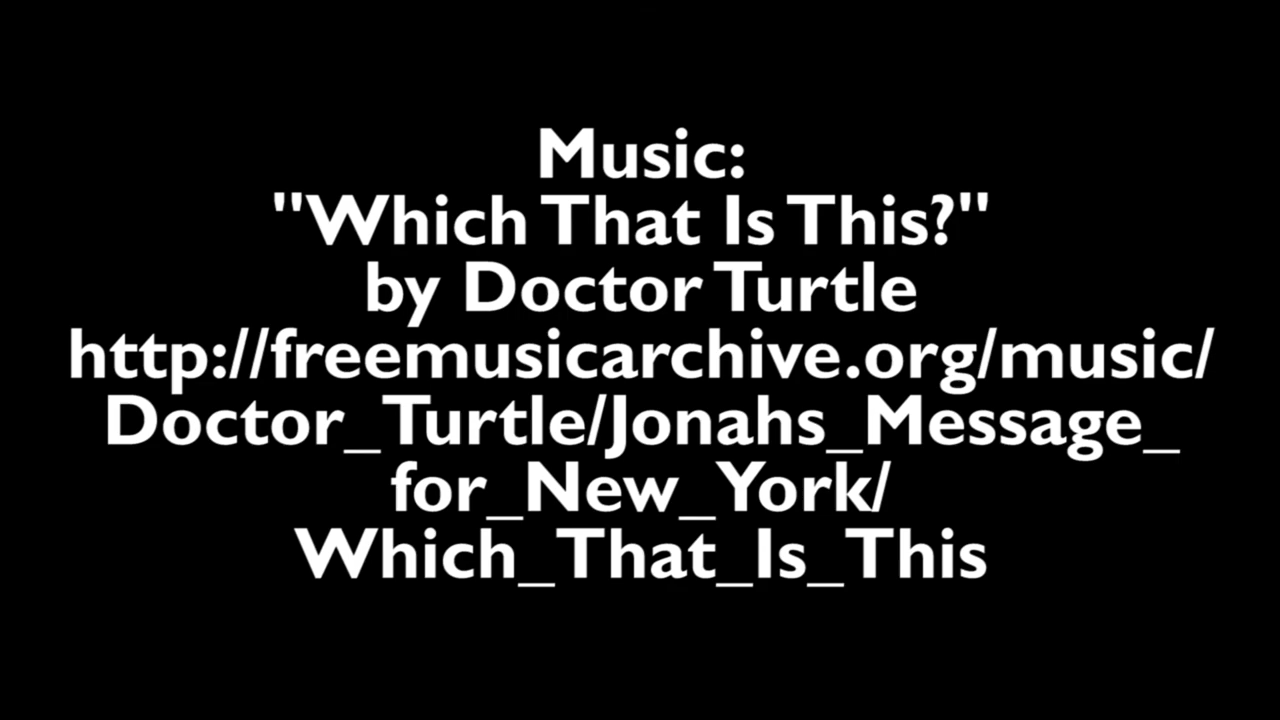 Music:
"Which That Is This?"
by Doctor Turtle
http://freemusicarchive.org/music/
Doctor_Turtle/Jonahs_Message_
for_New_York/
Which_That_Is_This